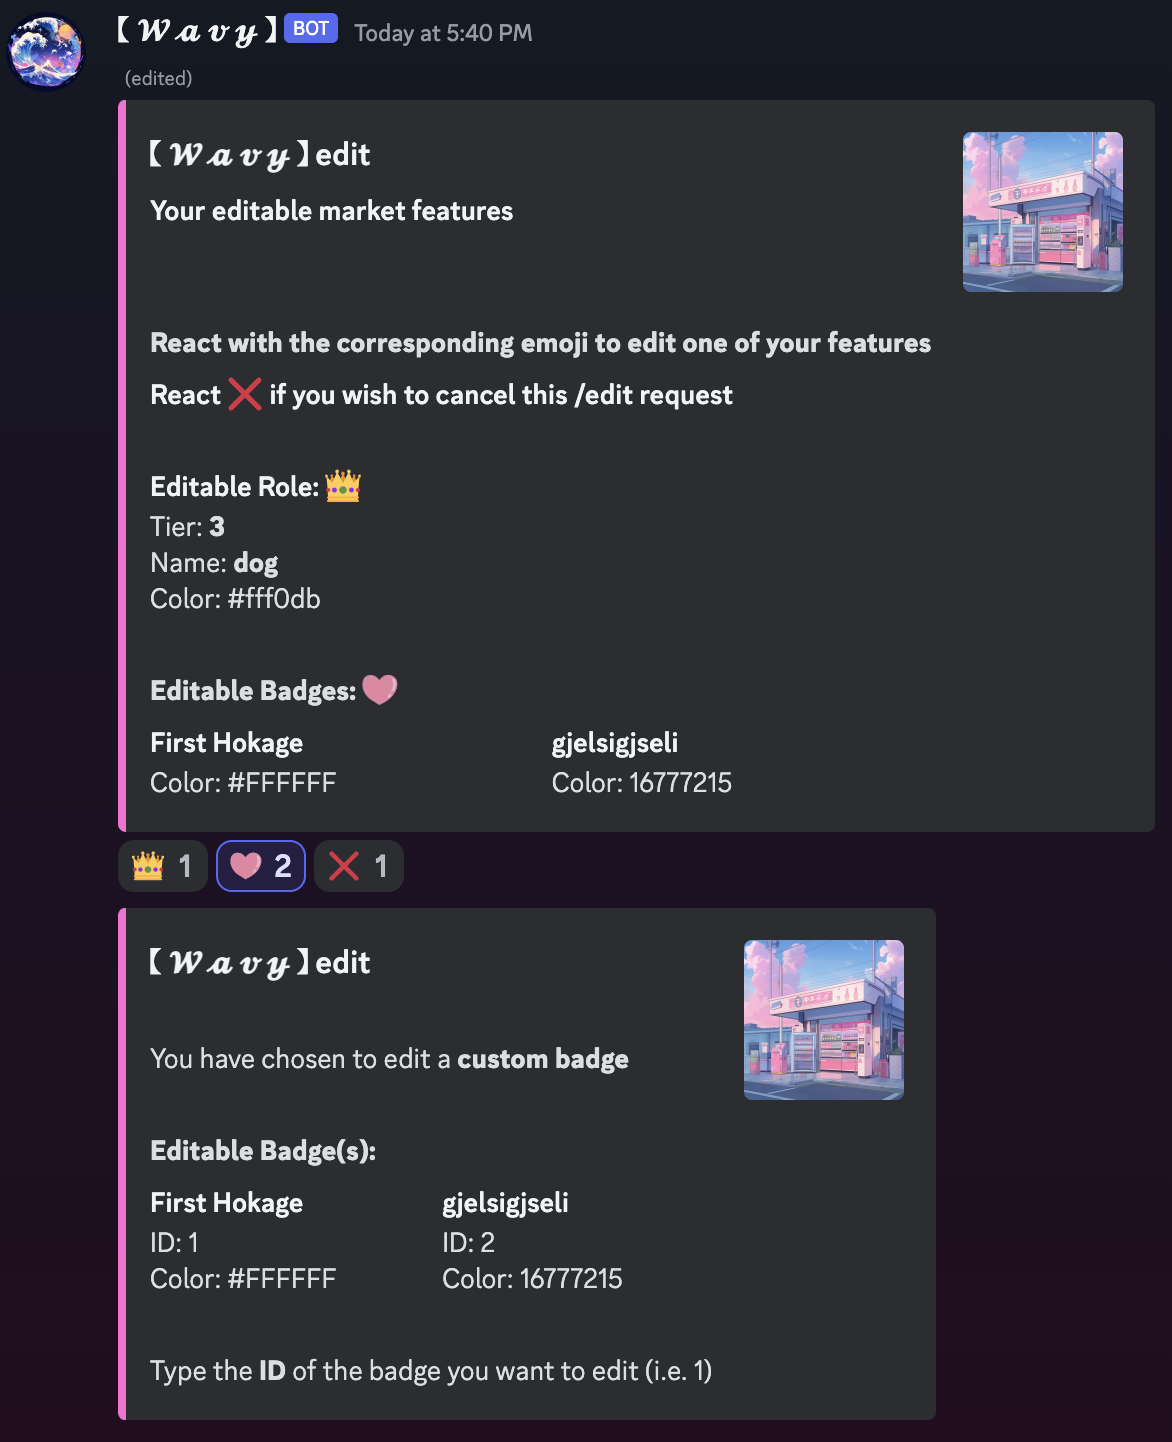 【 𝓦 𝓪 𝓿 𝔂 】 BOT Today at 5:40 PM
(edited)
【 𝓦 𝓪 𝓿 𝔂 】edit
Your editable market features
React with the corresponding emoji to edit one of your features
React ❌ if you wish to cancel this /edit request
Editable Role: 👑
Tier: 3
Name: dog
Color: #fff0db
Editable Badges: 🩷
First Hokage gjelsigjseli
Color: #FFFFFF Color: 16777215
👑 1 🩷 2 ❌ 1
【 𝓦 𝓪 𝓿 𝔂 】edit
You have chosen to edit a custom badge
Editable Badge(s):
First Hokage gjelsigjseli
ID: 1 ID: 2
Color: #FFFFFF Color: 16777215
Type the ID of the badge you want to edit (i.e. 1)